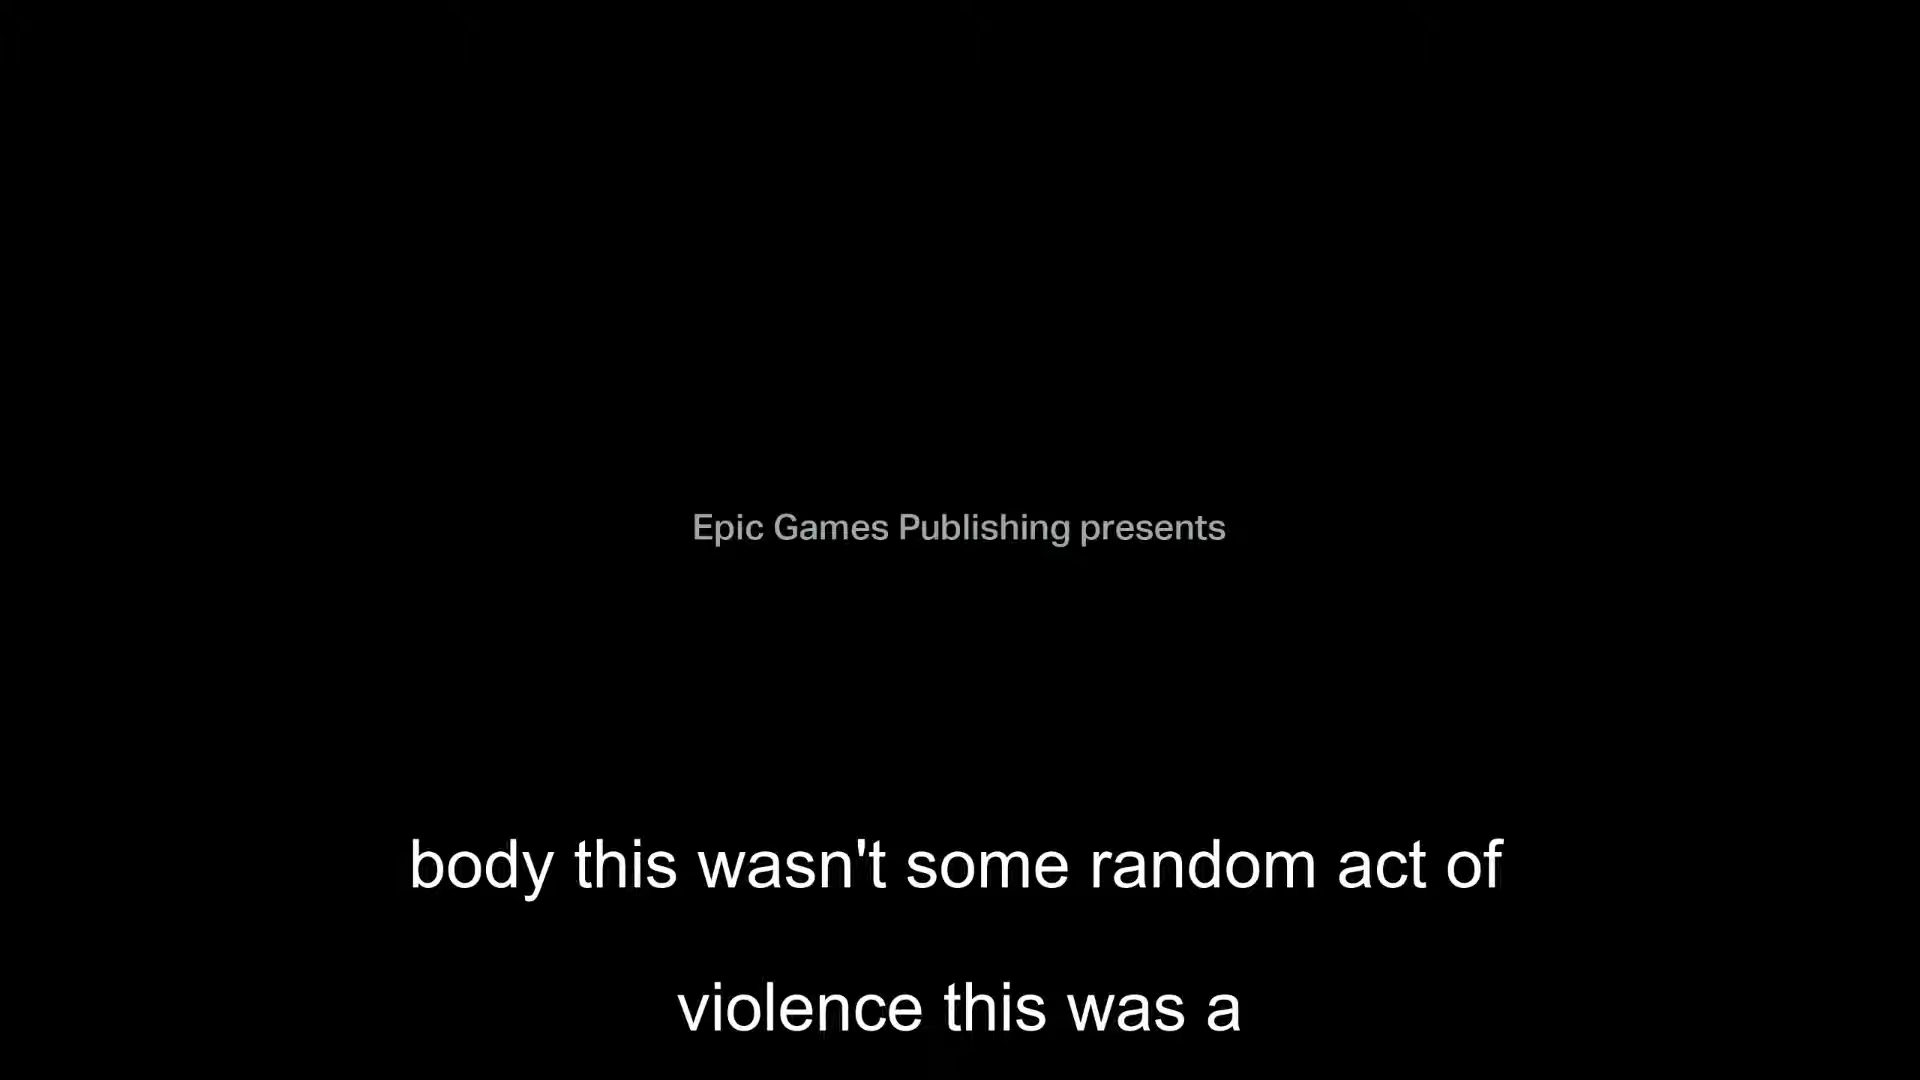 Epic Games Publishing presents
body this wasn't some random act of
violence this was a